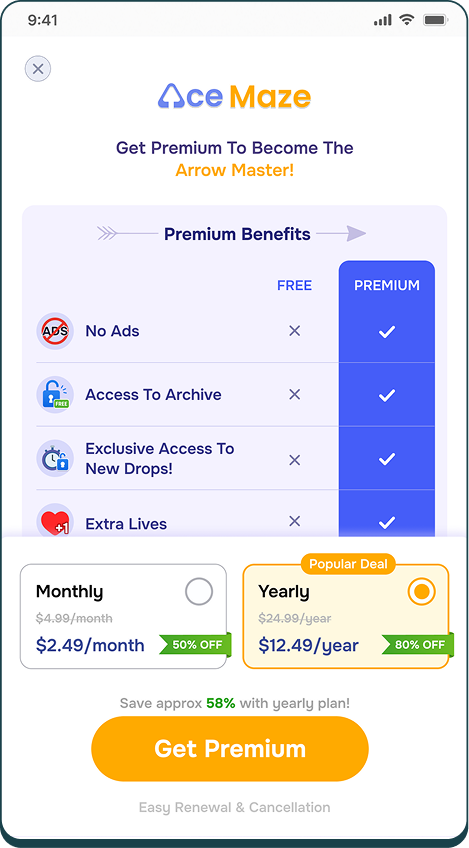 9:41
Ace Maze
Get Premium To Become The
Arrow Master!
Premium Benefits
FREE
PREMIUM
ADS
No Ads
FREE
Access To Archive
Exclusive Access To
New Drops!
+1
Extra Lives
Popular Deal
Monthly
$4.99/month
$2.49/month
50% OFF
Yearly
$24.99/year
$12.49/year
80% OFF
Save approx 58% with yearly plan!
Get Premium
Easy Renewal & Cancellation